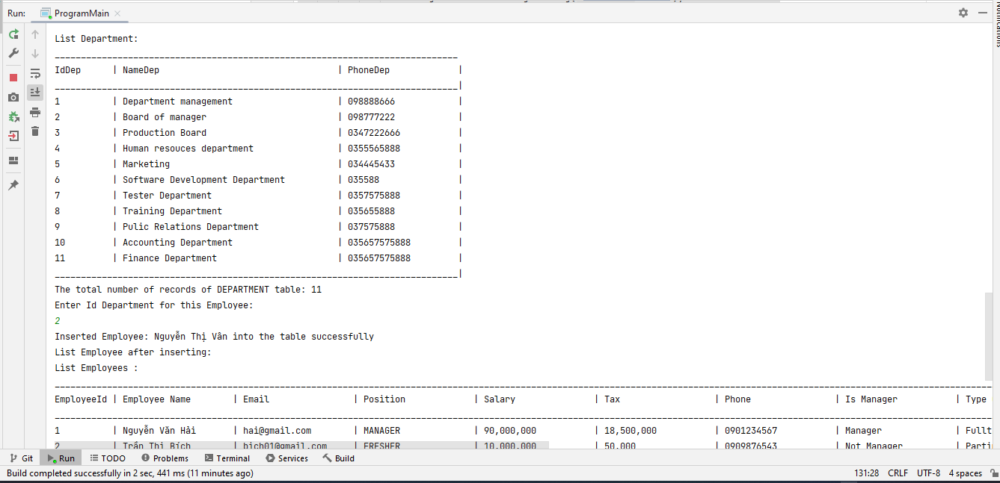 Run: ProgramMain
Notifications
List Department:
IdDep | NameDep | PhoneDep |
1 | Department management | 098888666 |
2 | Board of manager | 098777222 |
3 | Production Board | 0347222666 |
4 | Human resouces department | 0355565888 |
5 | Marketing | 034445433 |
6 | Software Development Department | 035588 |
7 | Tester Department | 0357575888 |
8 | Training Department | 035655888 |
9 | Pulic Relations Department | 037575888 |
10 | Accounting Department | 035657575888 |
11 | Finance Department | 035657575888 |
The total number of records of DEPARTMENT table: 11
Enter Id Department for this Employee:
2
Inserted Employee: Nguyễn Thị Vân into the table successfully
List Employee after inserting:
List Employees :
EmployeeId | Employee Name | Email | Position | Salary | Tax | Phone | Is Manager | Type
1 | Nguyễn Văn Hải | hai@gmail.com | MANAGER | 90,000,000 | 18,500,000 | 0901234567 | Manager | Fullt
2 | Trần Thị Bích | bich01@gmail.com | FRESHER | 10,000,000 | 50,000 | 0909876543 | Not Manager | Parti
Git Run TODO Problems Terminal Services Build
Build completed successfully in 2 sec, 441 ms (11 minutes ago) 131:28 CRLF UTF-8 4 spaces